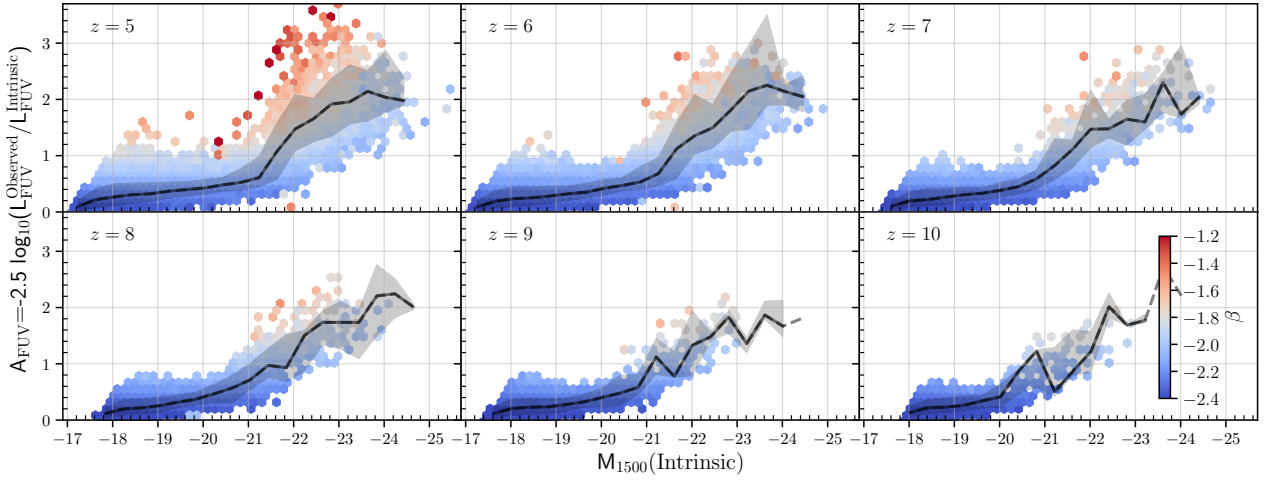 A_FUV=−2.5 log₁₀(L_FUV^Observed/L_FUV^Intrinsic)
z = 5
z = 6
z = 7
3
2
1
0
z = 8
z = 9
z = 10
3
2
1
0
−1.2
−1.4
−1.6
−1.8
−2.0
−2.2
−2.4
β
−17 −18 −19 −20 −21 −22 −23 −24 −25
−17 −18 −19 −20 −21 −22 −23 −24 −25
−17 −18 −19 −20 −21 −22 −23 −24 −25
M₁₅₀₀(Intrinsic)